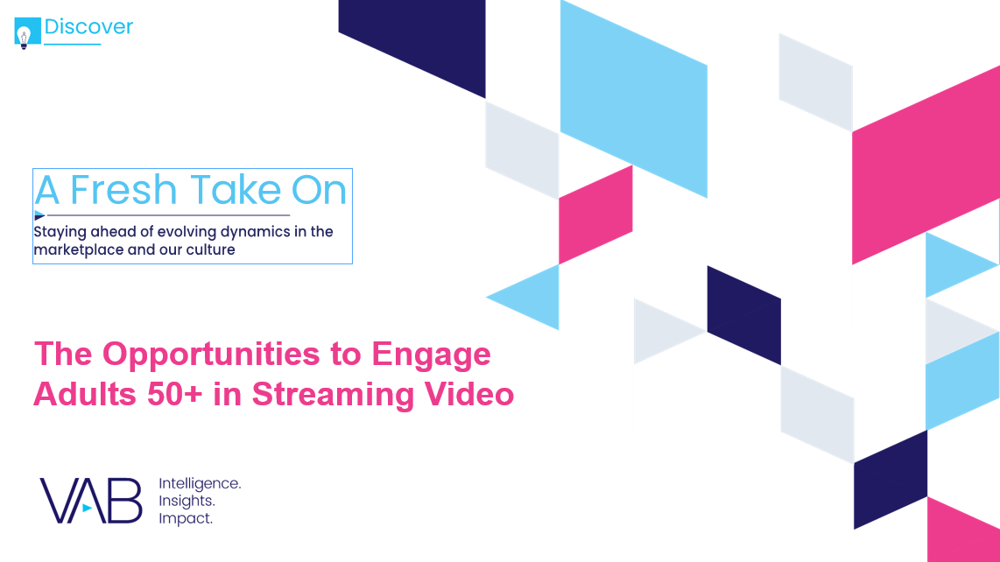 Discover
A Fresh Take On
Staying ahead of evolving dynamics in the
marketplace and our culture
The Opportunities to Engage
Adults 50+ in Streaming Video
VAB
Intelligence.
Insights.
Impact.